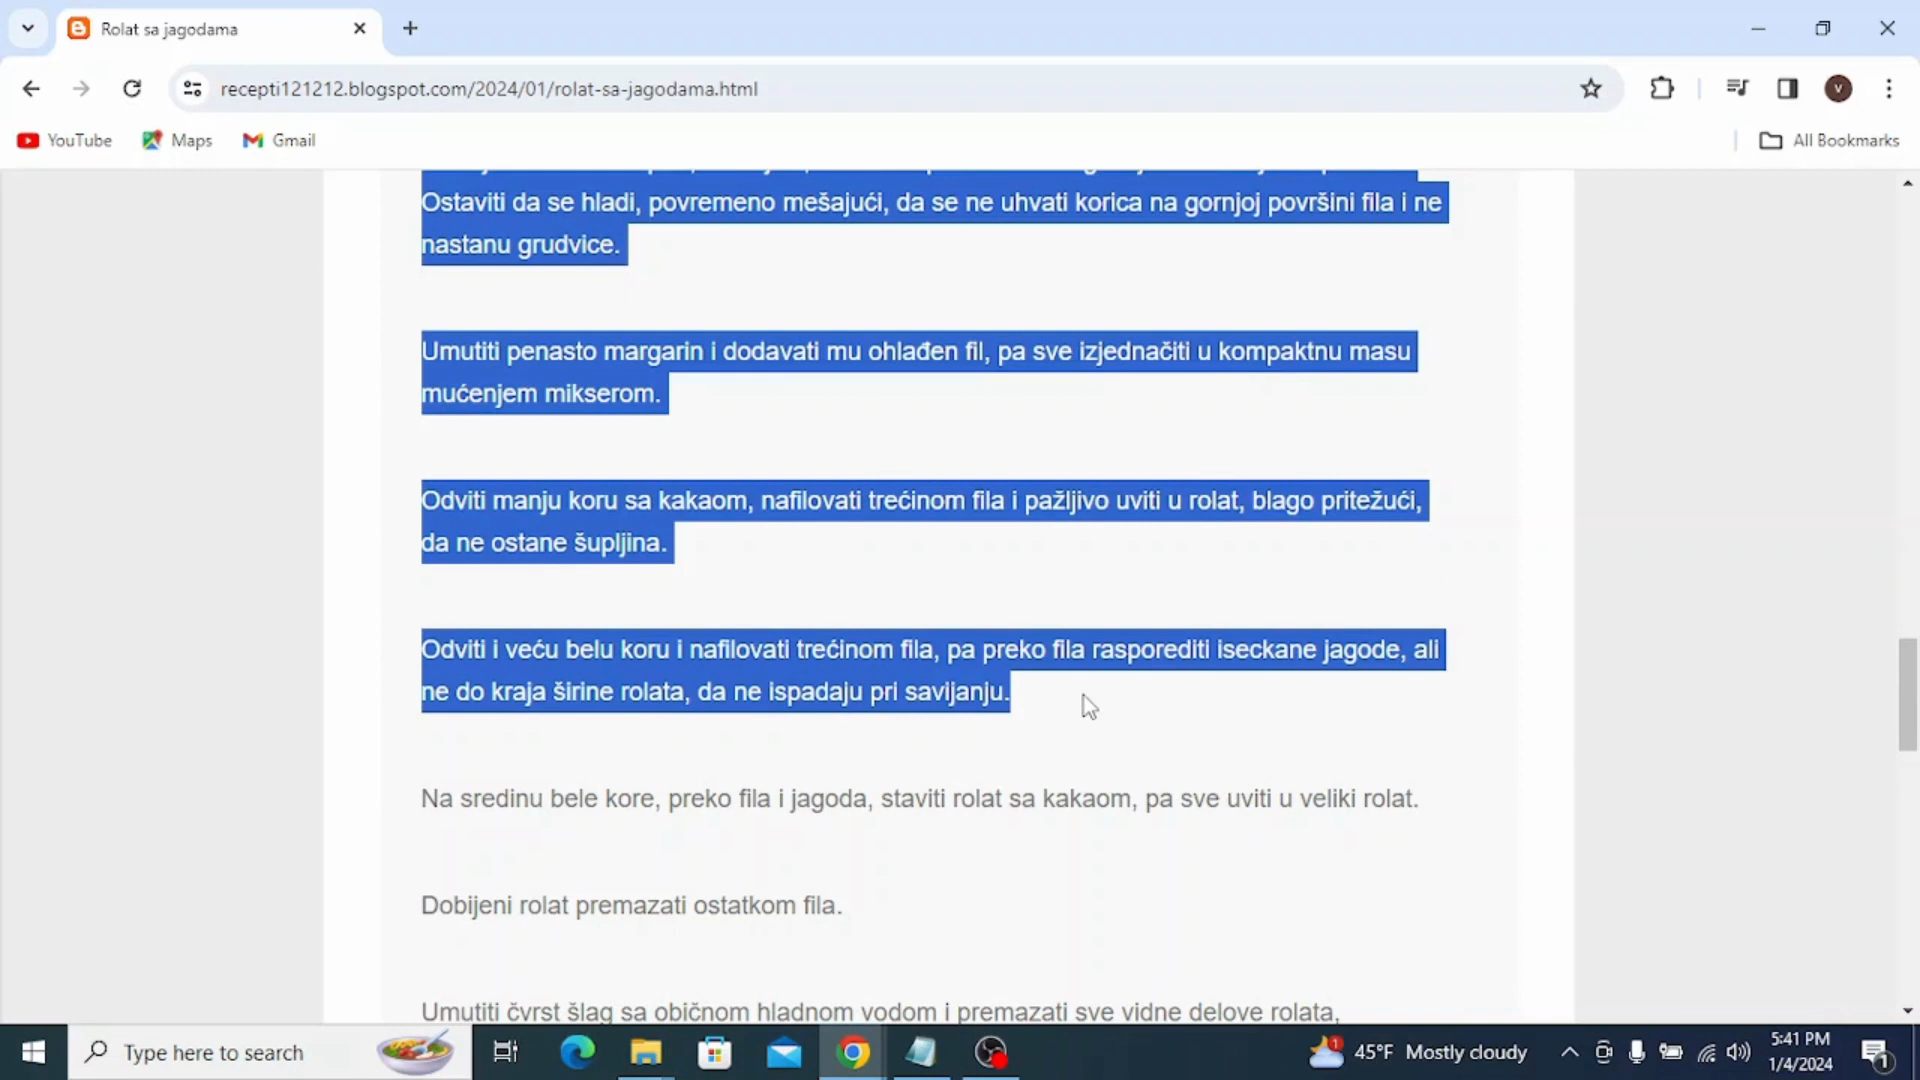 Rolat sa jagodama
recepti121212.blogspot.com/2024/01/rolat-sa-jagodama.html
V
YouTube Maps Gmail All Bookmarks
Ostaviti da se hladi, povremeno mešajući, da se ne uhvati korica na gornjoj površini fila i ne
nastanu grudvice.
Umutiti penasto margarin i dodavati mu ohlađen fil, pa sve izjednačiti u kompaktnu masu
mućenjem mikserom.
Odviti manju koru sa kakaom, nafilovati trećinom fila i pažljivo uviti u rolat, blago pritežući,
da ne ostane šupljina.
Odviti i veću belu koru i nafilovati trećinom fila, pa preko fila rasporediti iseckane jagode, ali
ne do kraja širine rolata, da ne ispadaju pri savijanju.
Na sredinu bele kore, preko fila i jagoda, staviti rolat sa kakaom, pa sve uviti u veliki rolat.
Dobijeni rolat premazati ostatkom fila.
Umutiti čvrst šlag sa običnom hladnom vodom i premazati sve vidne delove rolata,
Type here to search
1
45°F Mostly cloudy
5:41 PM
1/4/2024
1